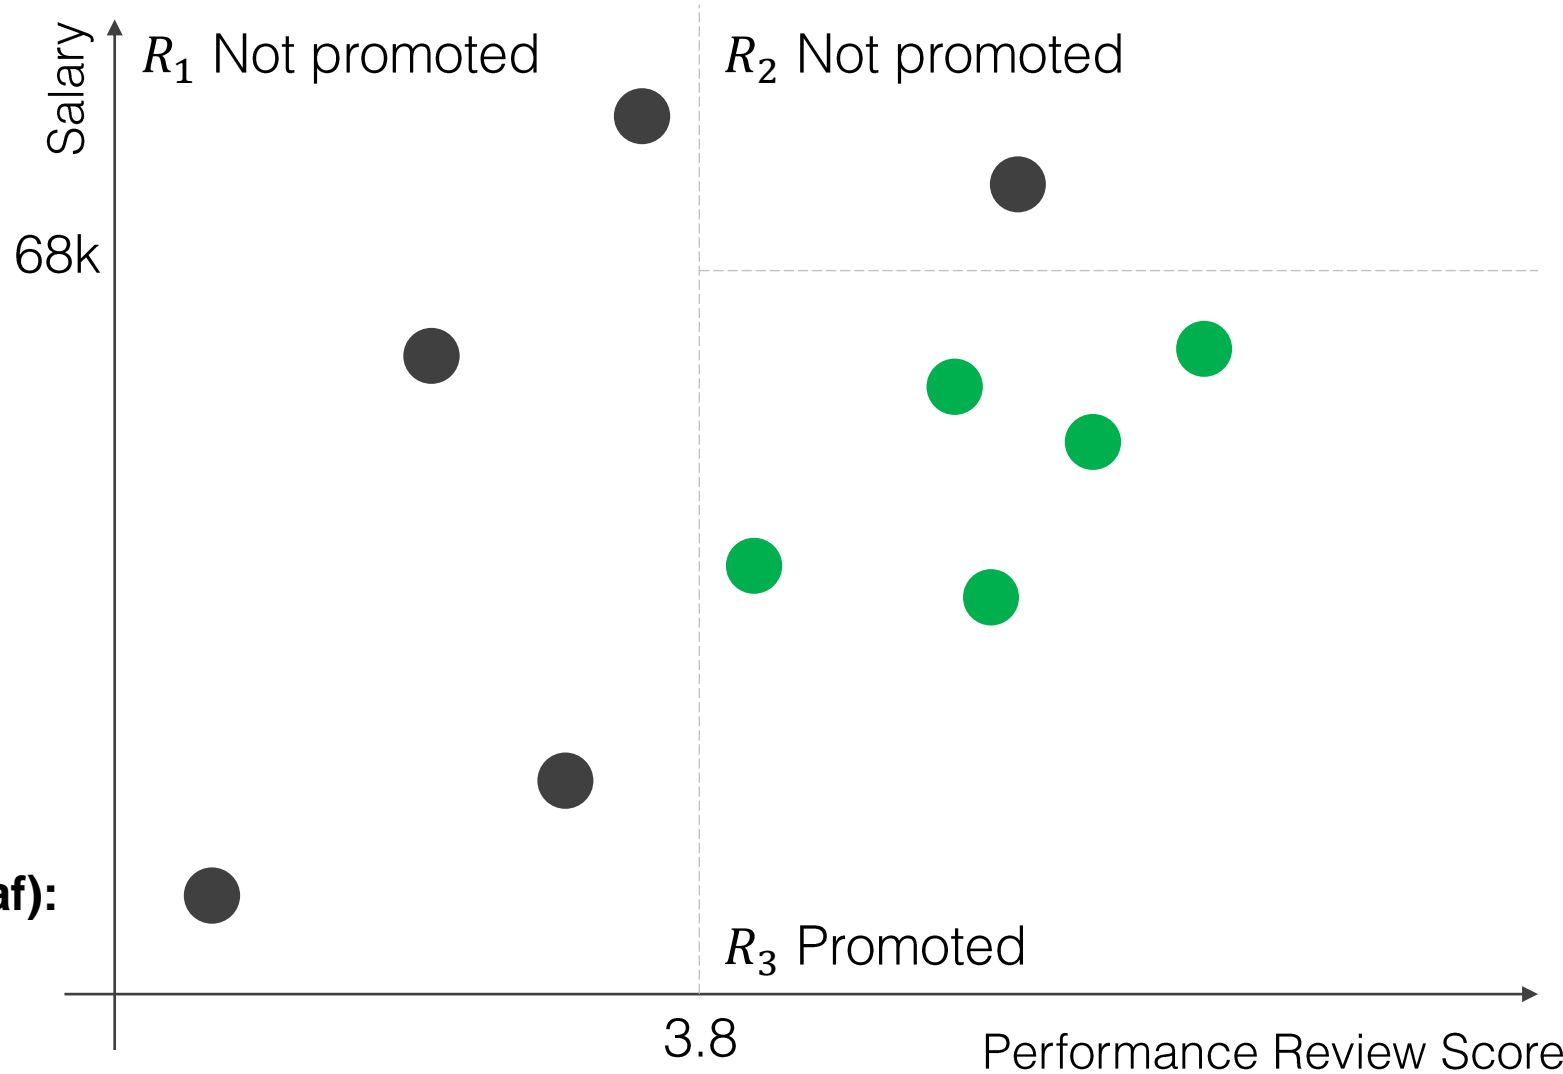 Salary
R₁ Not promoted
R₂ Not promoted
68k
af):
R₃ Promoted
3.8
Performance Review Score